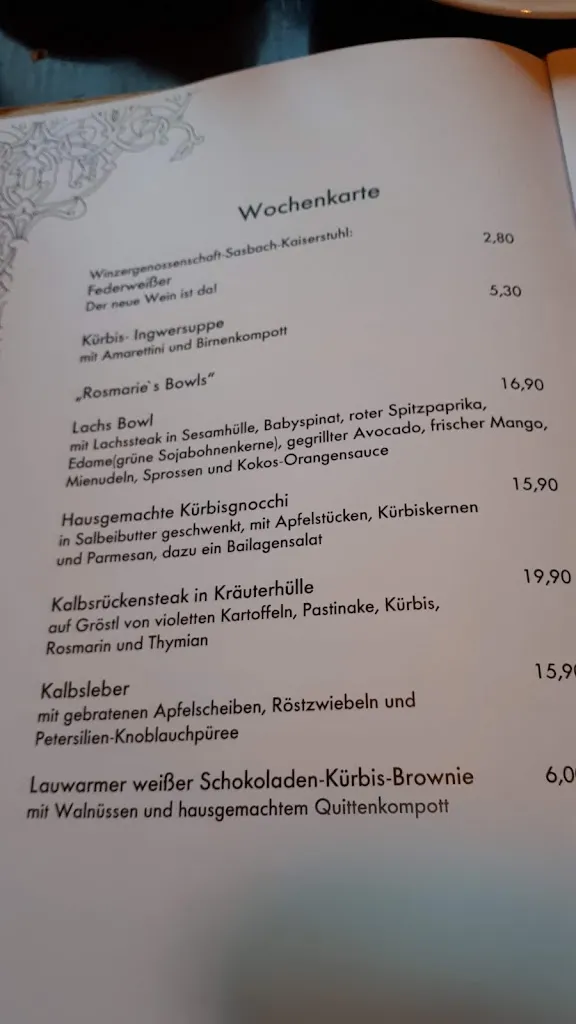 Wochenkarte
Winzergenossenschaft-Sasbach-Kaiserstuhl:
Federweißer 2,80
Der neue Wein ist da!
Kürbis- Ingwersuppe 5,30
mit Amarettini und Birnenkompott
„Rosmarie`s Bowls“
Lachs Bowl 16,90
mit Lachssteak in Sesamhülle, Babyspinat, roter Spitzpaprika,
Edame(grüne Sojabohnenkerne), gegrillter Avocado, frischer Mango,
Mienudeln, Sprossen und Kokos-Orangensauce
Hausgemachte Kürbisgnocchi 15,90
in Salbeibutter geschwenkt, mit Apfelstücken, Kürbiskernen
und Parmesan, dazu ein Bailagensalat
Kalbsrückensteak in Kräuterhülle 19,90
auf Gröstl von violetten Kartoffeln, Pastinake, Kürbis,
Rosmarin und Thymian
Kalbsleber 15,90
mit gebratenen Apfelscheiben, Röstzwiebeln und
Petersilien-Knoblauchpüree
Lauwarmer weißer Schokoladen-Kürbis-Brownie 6,00
mit Walnüssen und hausgemachtem Quittenkompott